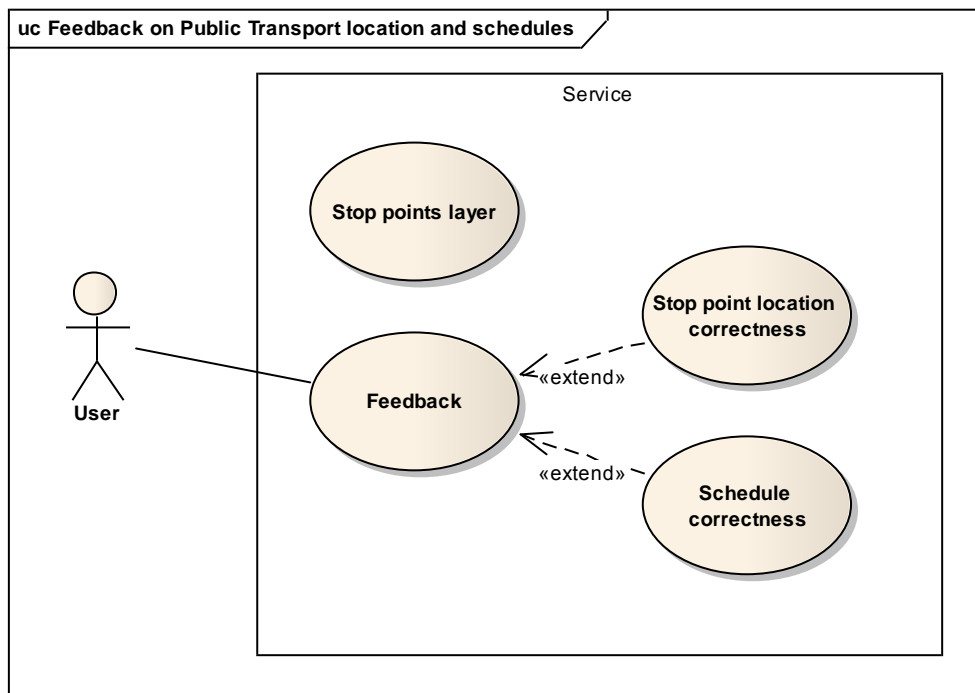 uc Feedback on Public Transport location and schedules
Service
Stop points layer
Stop point location
correctness
«extend»
Feedback
User
«extend»
Schedule
correctness